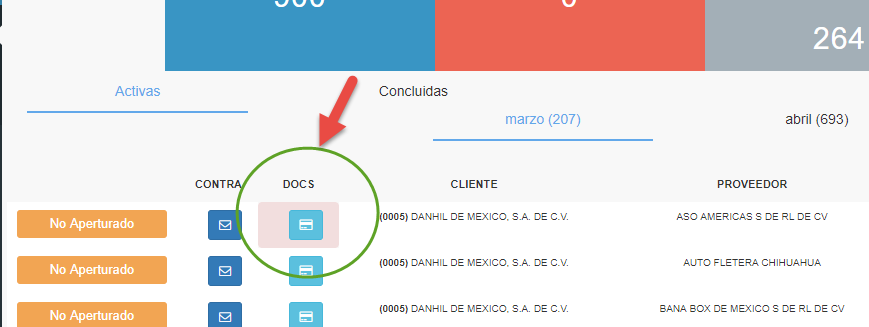 264
Activas
Concluidas
marzo (207)
abril (693)
CONTRA DOCS CLIENTE PROVEEDOR
No Aperturado (0005) DANHIL DE MEXICO, S.A. DE C.V. ASO AMERICAS S DE RL DE CV
No Aperturado (0005) DANHIL DE MEXICO, S.A. DE C.V. AUTO FLETERA CHIHUAHUA
No Aperturado (0005) DANHIL DE MEXICO, S.A. DE C.V. BANA BOX DE MEXICO S DE RL DE CV